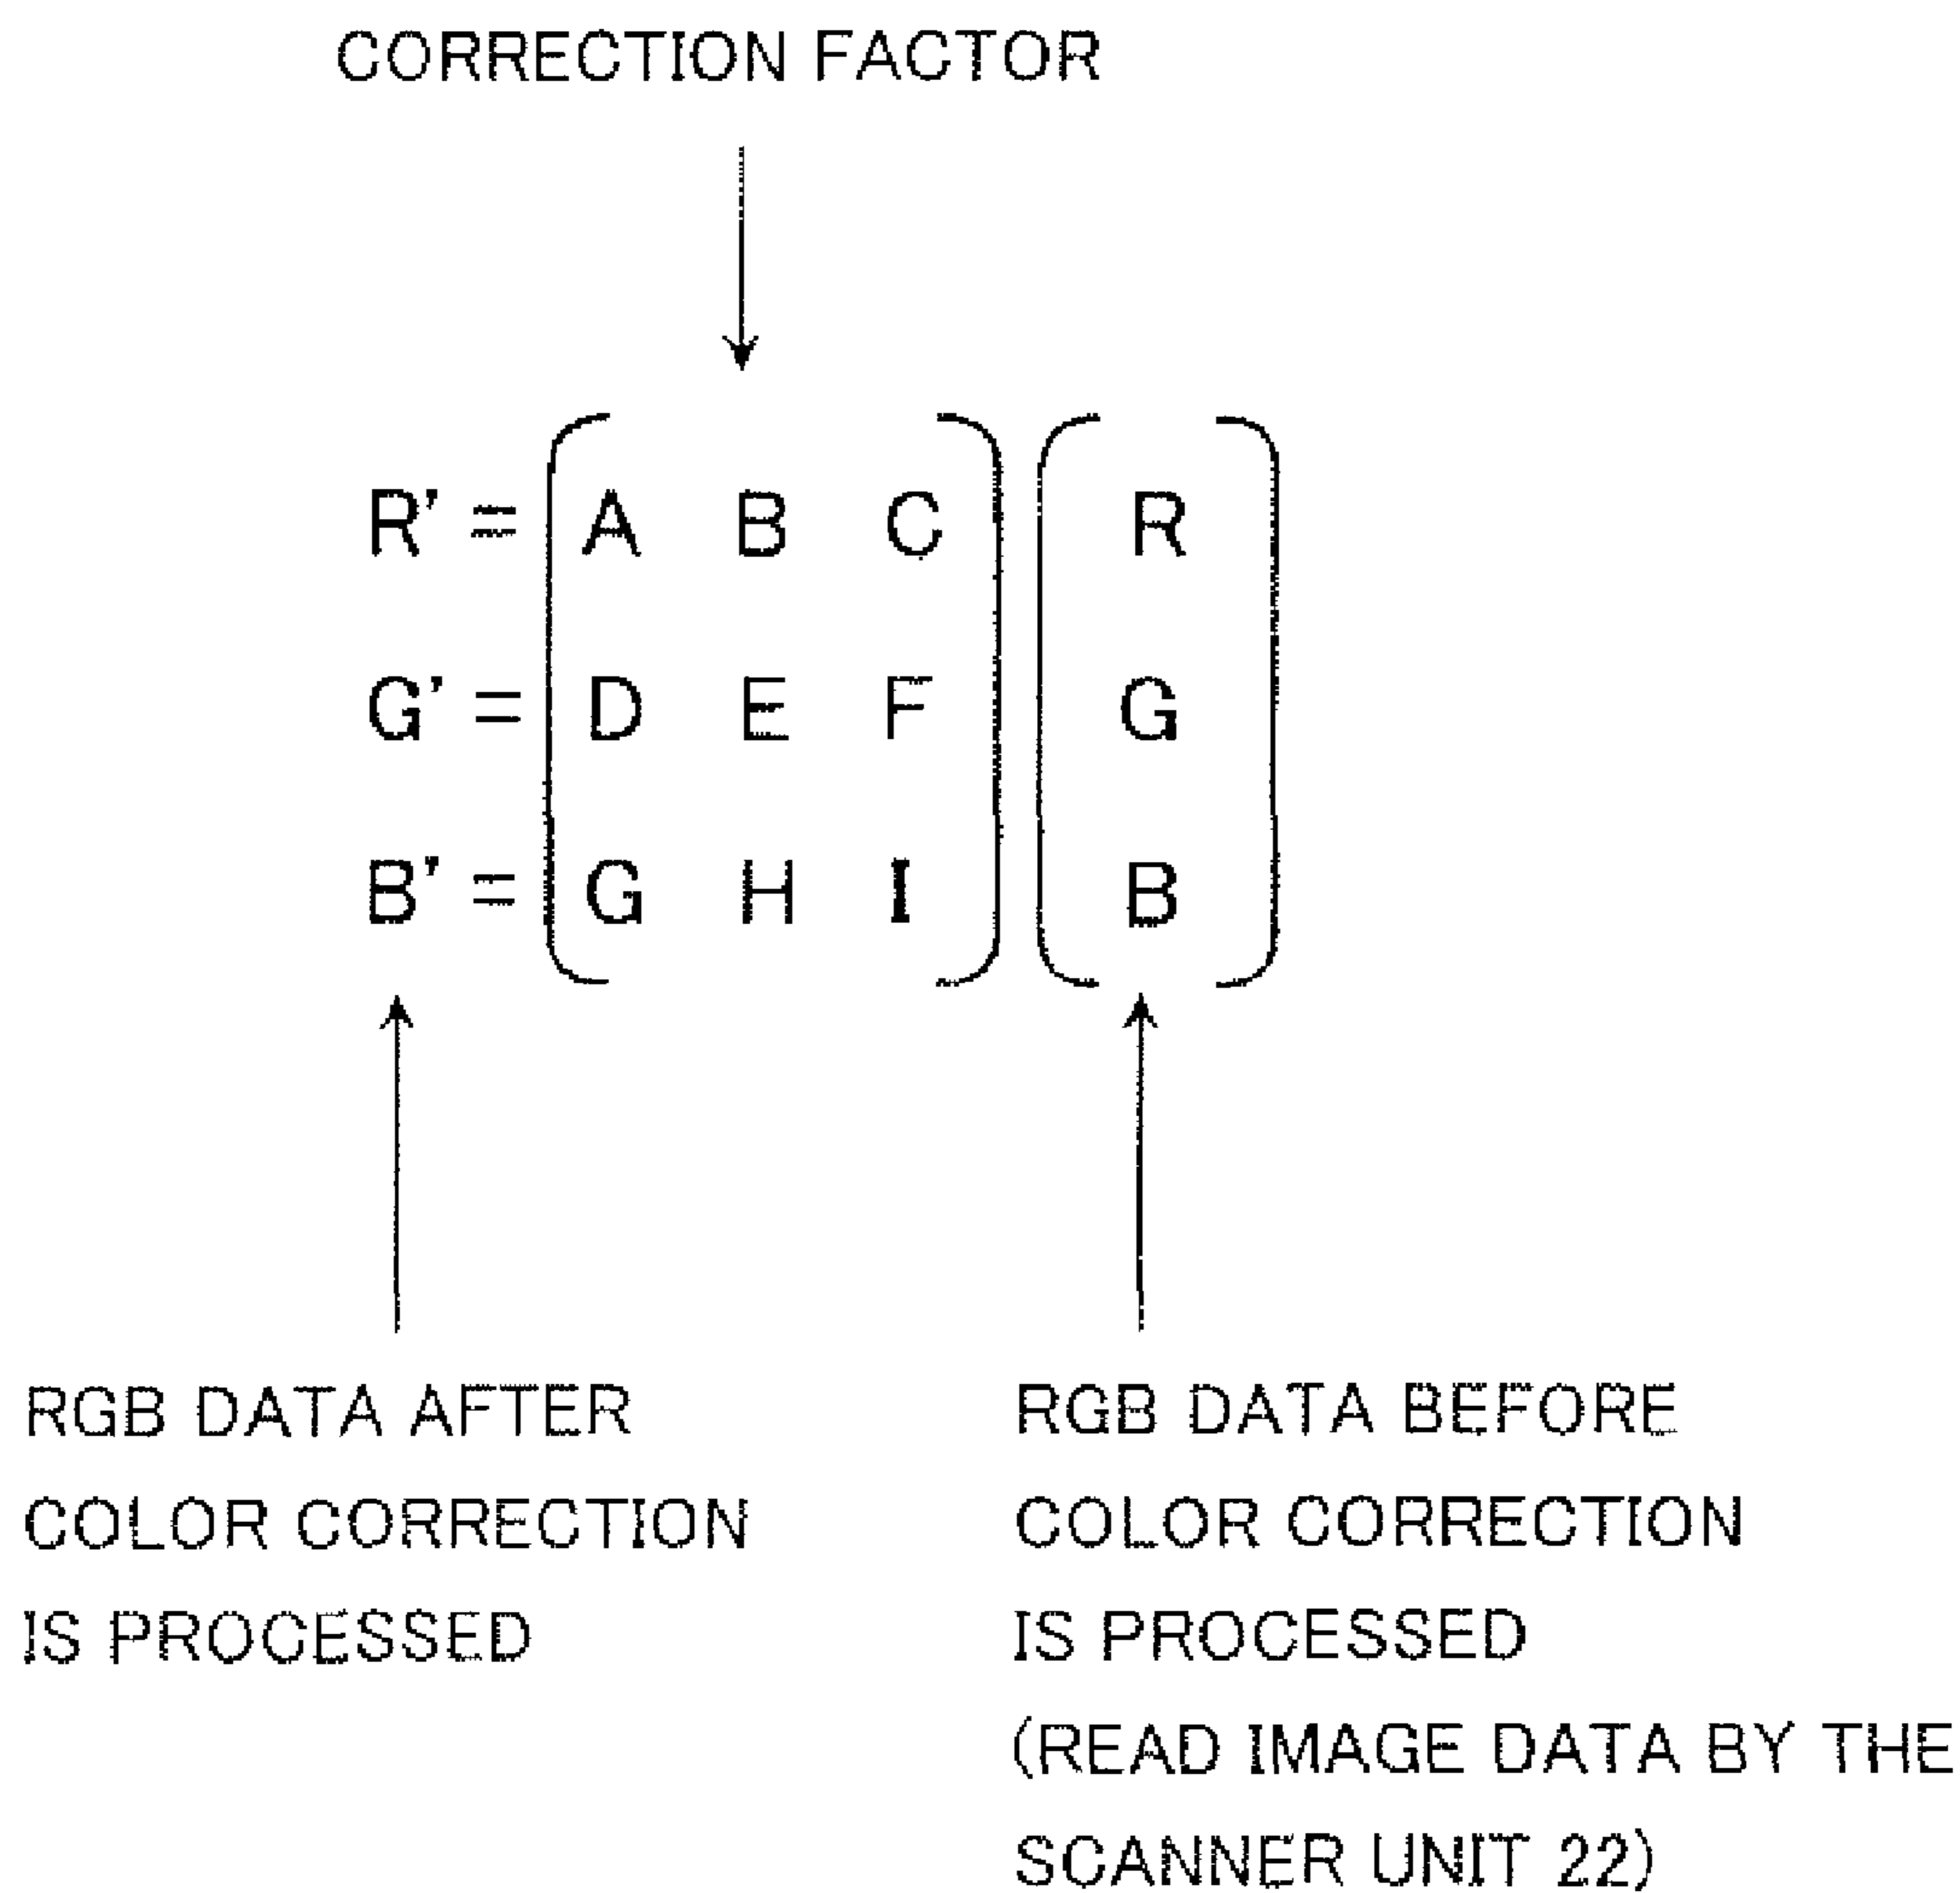 CORRECTION FACTOR
R' = A B C R
G' = D E F G
B' = G H I B
RGB DATA AFTER
COLOR CORRECTION
IS PROCESSED
RGB DATA BEFORE
COLOR CORRECTION
IS PROCESSED
(READ IMAGE DATA BY THE
SCANNER UNIT 22)